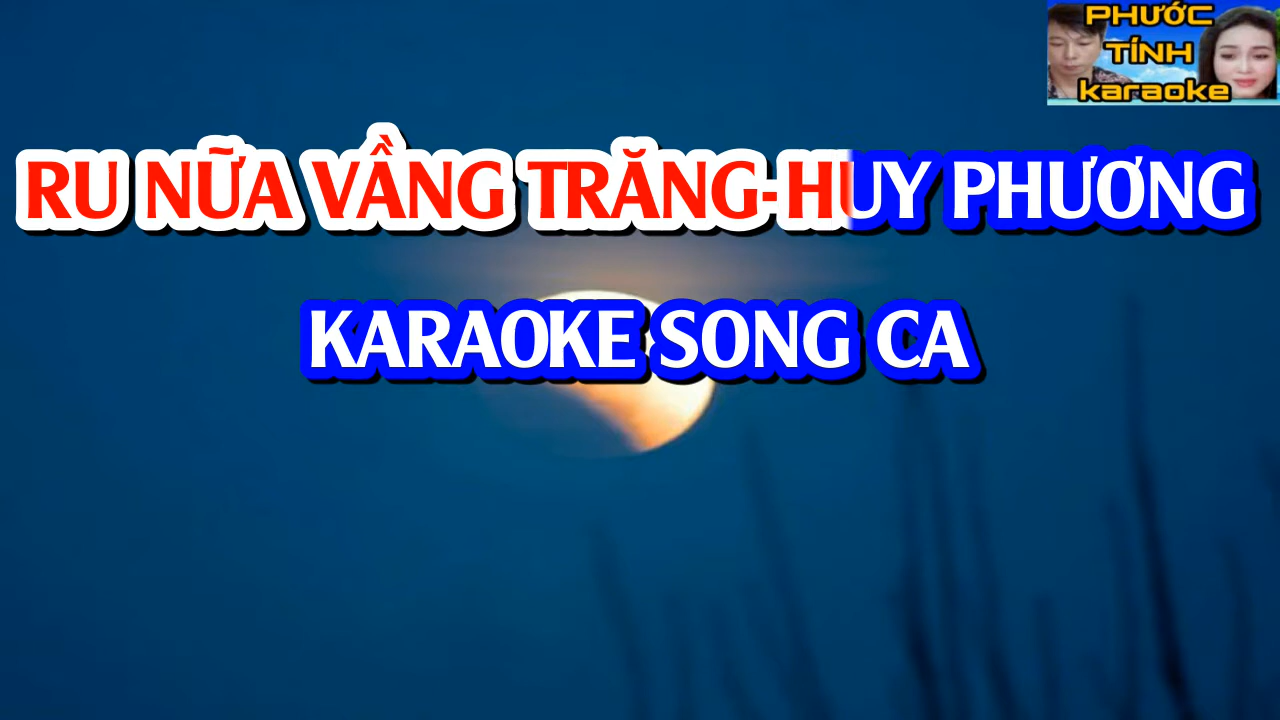 PHƯỚC
TÍNH
karaoke
RU NỮA VẦNG TRĂNG-HUY PHƯƠNG
KARAOKE SONG CA